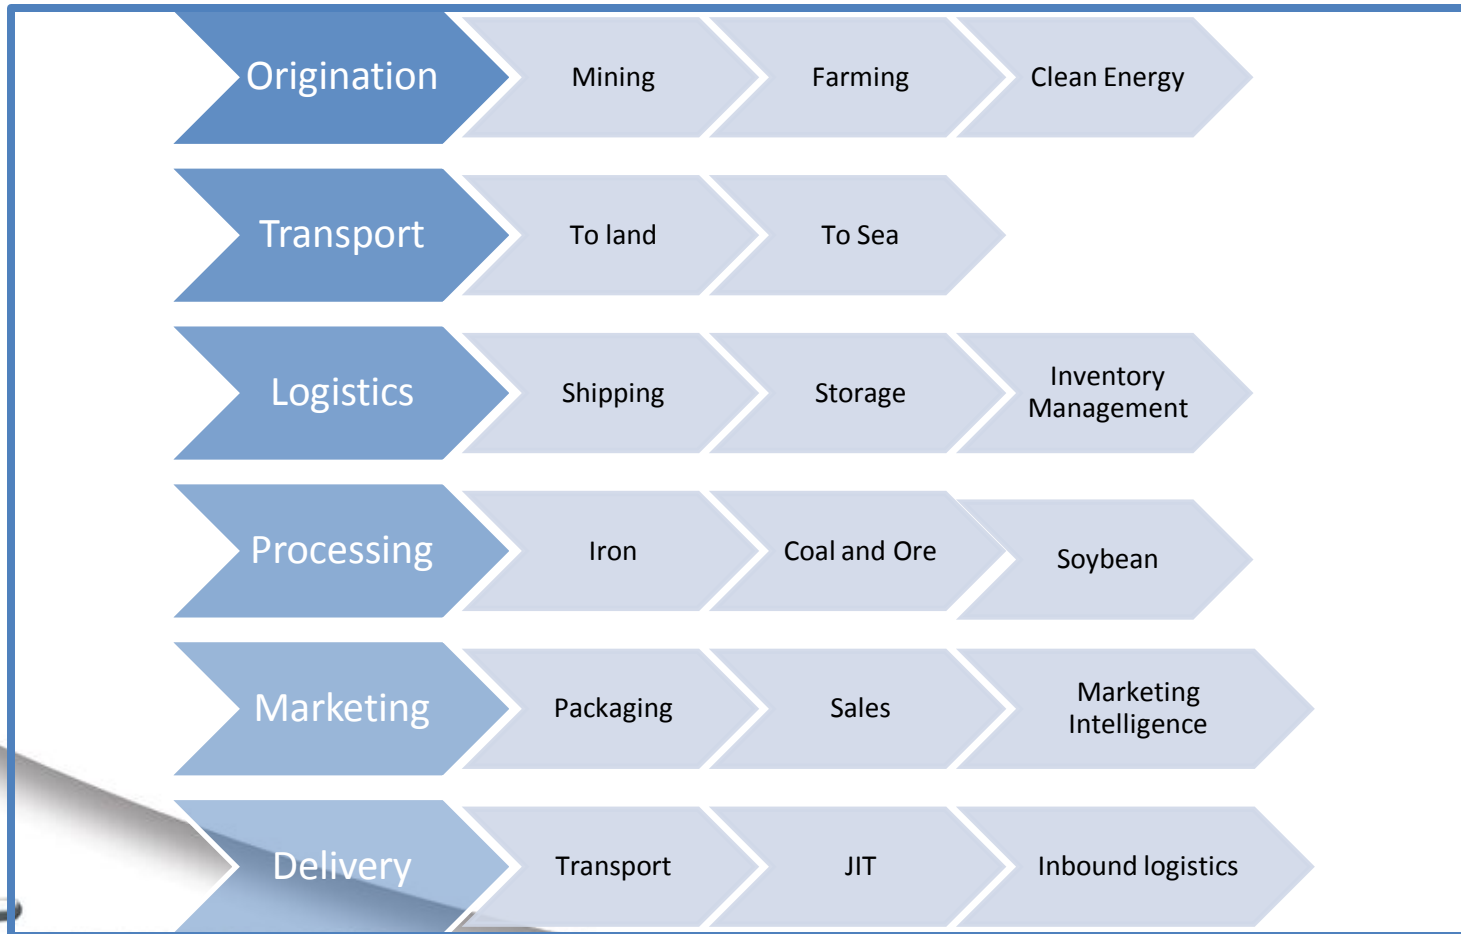 Origination
Mining
Farming
Clean Energy
Transport
To land
To Sea
Logistics
Shipping
Storage
Inventory
Management
Processing
Iron
Coal and Ore
Soybean
Marketing
Packaging
Sales
Marketing
Intelligence
Delivery
Transport
JIT
Inbound logistics